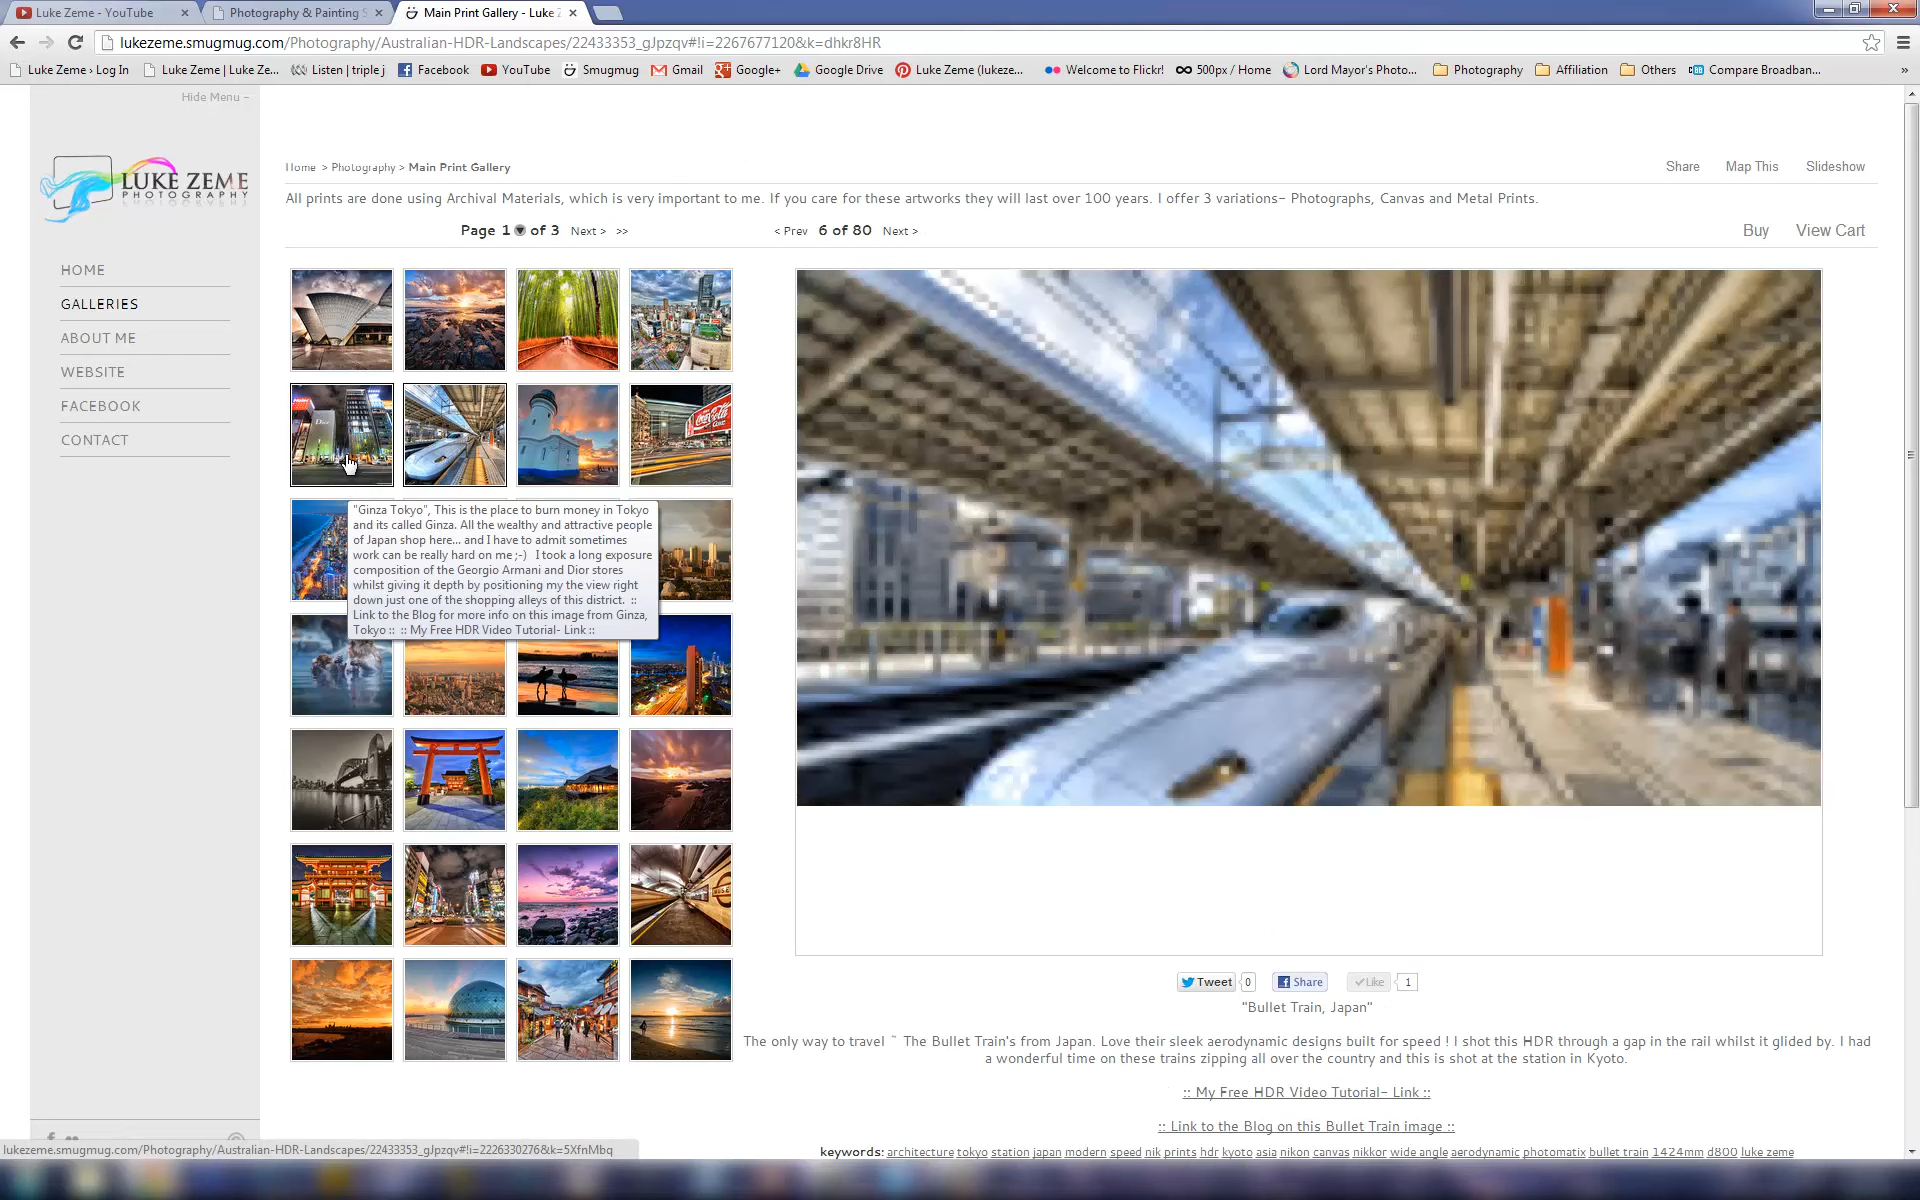 Luke Zeme - YouTube
Photography & Painting S
Main Print Gallery - Luke Z
lukezeme.smugmug.com/Photography/Australian-HDR-Landscapes/22433353_gJpzqv#!i=2267677120&k=dhkr8HR
Luke Zeme › Log In
Luke Zeme | Luke Ze...
Listen | triple j
Facebook
YouTube
Smugmug
Gmail
Google+
Google Drive
Luke Zeme (lukeze...
Welcome to Flickr!
500px / Home
Lord Mayor's Photo...
Photography
Affiliation
Others
Compare Broadban...
»
Hide Menu –
LUKE ZEME
PHOTOGRAPHY
HOME
GALLERIES
ABOUT ME
WEBSITE
FACEBOOK
CONTACT
Home > Photography > Main Print Gallery
Share Map This Slideshow
All prints are done using Archival Materials, which is very important to me. If you care for these artworks they will last over 100 years. I offer 3 variations- Photographs, Canvas and Metal Prints.
Page 1 of 3 Next > >>
< Prev 6 of 80 Next >
Buy View Cart
Dior
Coca-Cola
"Ginza Tokyo", This is the place to burn money in Tokyo
and its called Ginza. All the wealthy and attractive people
of Japan shop here... and I have to admit sometimes
work can be really hard on me ;-) I took a long exposure
composition of the Georgio Armani and Dior stores
whilst giving it depth by positioning my the view right
down just one of the shopping alleys of this district. ::
Link to the Blog for more info on this image from Ginza,
Tokyo :: :: My Free HDR Video Tutorial- Link ::
Tweet 0
Share
Like 1
"Bullet Train, Japan"
The only way to travel ~ The Bullet Train's from Japan. Love their sleek aerodynamic designs built for speed ! I shot this HDR through a gap in the rail whilst it glided by. I had
a wonderful time on these trains zipping all over the country and this is shot at the station in Kyoto.
:: My Free HDR Video Tutorial- Link ::
:: Link to the Blog on this Bullet Train image ::
keywords: architecture tokyo station japan modern speed nik prints hdr kyoto asia nikon canvas nikkor wide angle aerodynamic photomatix bullet train 1424mm d800 luke zeme
lukezeme.smugmug.com/Photography/Australian-HDR-Landscapes/22433353_gJpzqv#!i=2226330276&k=5XfnMbq